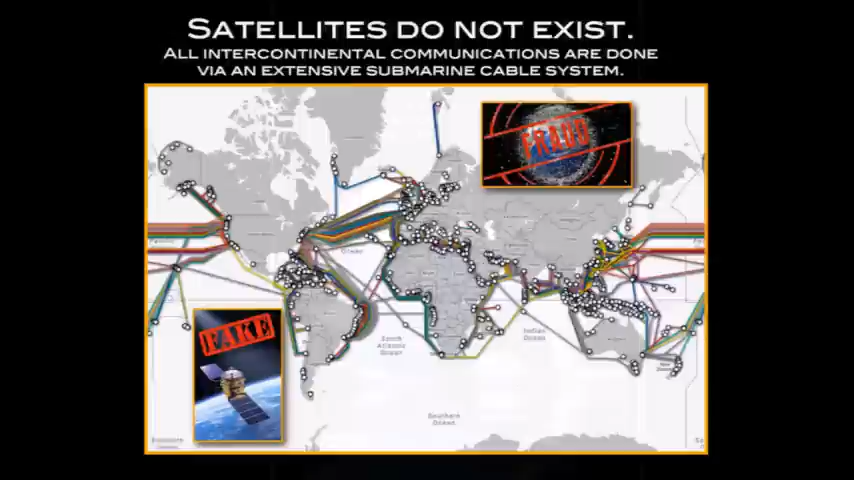 SATELLITES DO NOT EXIST.
ALL INTERCONTINENTAL COMMUNICATIONS ARE DONE
VIA AN EXTENSIVE SUBMARINE CABLE SYSTEM.
FRAUD
Ocean
FAKE
South
Atlantic
Ocean
Indian
Ocean
Southern
Ocean